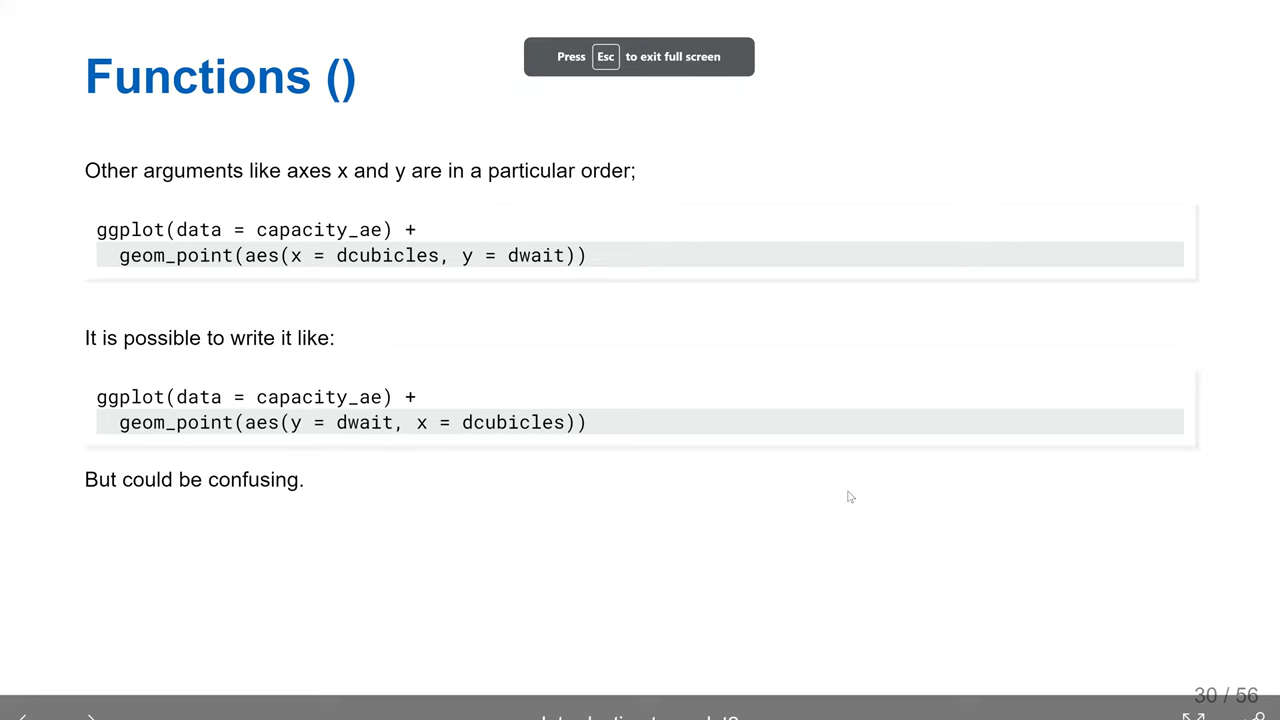 Press Esc to exit full screen
Functions ()
Other arguments like axes x and y are in a particular order;
ggplot(data = capacity_ae) +
  geom_point(aes(x = dcubicles, y = dwait))
It is possible to write it like:
ggplot(data = capacity_ae) +
  geom_point(aes(y = dwait, x = dcubicles))
But could be confusing.
30 / 56